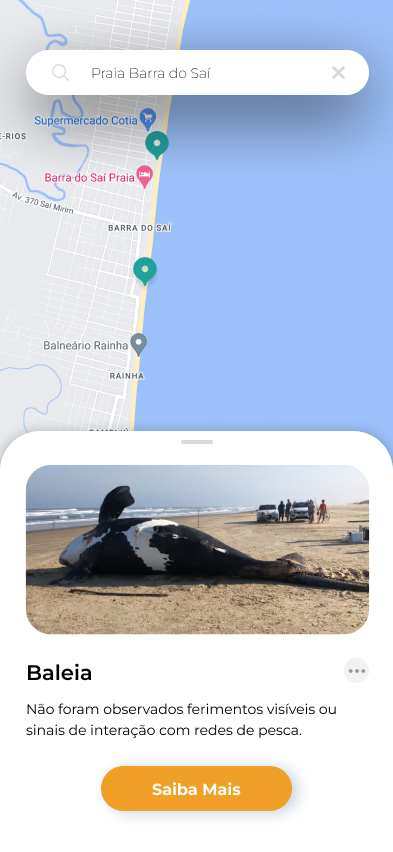 Praia Barra do Saí
Supermercado Cotia
E-RIOS
Barra do Saí Praia
Av. 370 Saí Mirim
BARRA DO SAÍ
Balneário Rainha
RAINHA
Baleia
Não foram observados ferimentos visíveis ou
sinais de interação com redes de pesca.
Saiba Mais